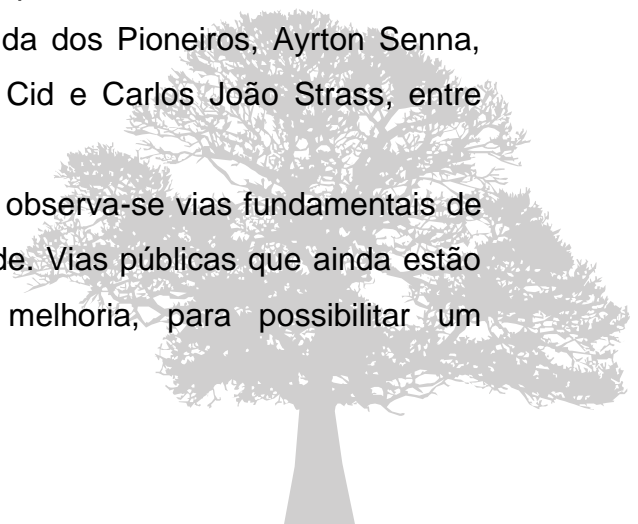 da dos Pioneiros, Ayrton Senna,
Cid e Carlos João Strass, entre
observa-se vias fundamentais de
de. Vias públicas que ainda estão
melhoria, para possibilitar um